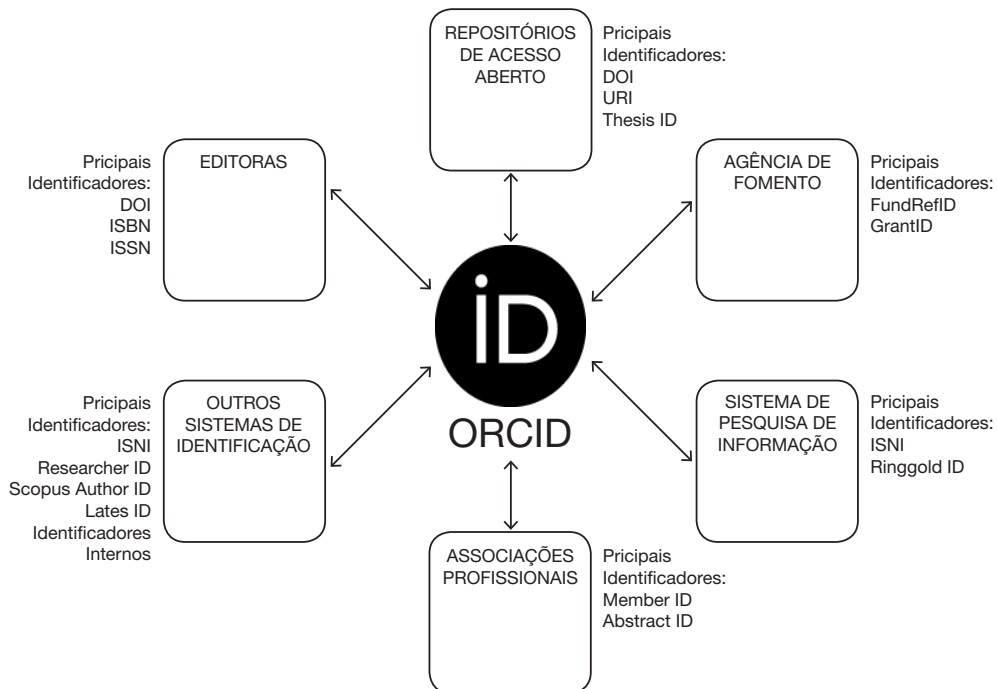 REPOSITÓRIOS
DE ACESSO
ABERTO
Pricipais
Identificadores:
DOI
URI
Thesis ID
Pricipais
Identificadores:
DOI
ISBN
ISSN
EDITORAS
AGÊNCIA DE
FOMENTO
Pricipais
Identificadores:
FundRefID
GrantID
iD
ORCID
Pricipais
Identificadores:
ISNI
Researcher ID
Scopus Author ID
Lates ID
Identificadores
Internos
OUTROS
SISTEMAS DE
IDENTIFICAÇÃO
SISTEMA DE
PESQUISA DE
INFORMAÇÃO
Pricipais
Identificadores:
ISNI
Ringgold ID
ASSOCIAÇÕES
PROFISSIONAIS
Pricipais
Identificadores:
Member ID
Abstract ID